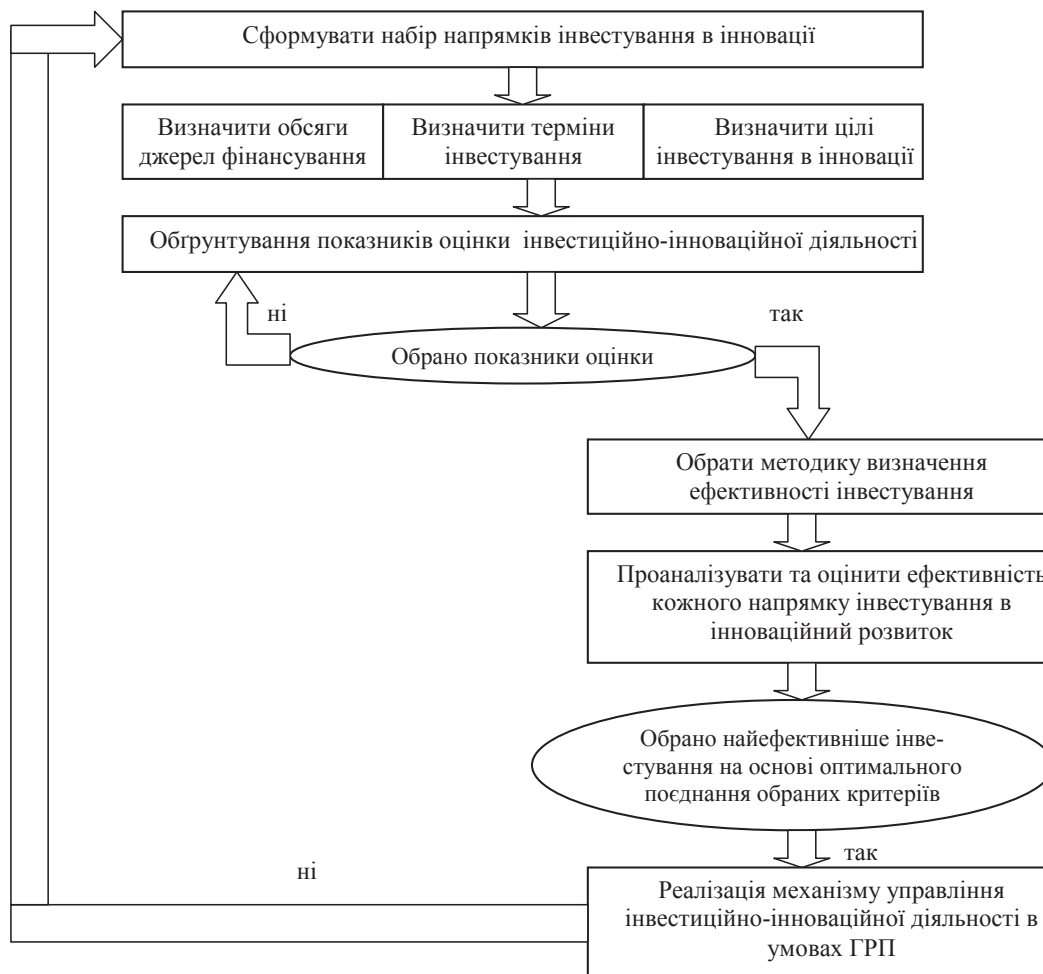 Сформувати набір напрямків інвестування в інновації
Визначити обсяги
джерел фінансування
Визначити терміни
інвестування
Визначити цілі
інвестування в інновації
Обґрунтування показників оцінки інвестиційно-інноваційної діяльності
ні
так
Обрано показники оцінки
Обрати методику визначення
ефективності інвестування
Проаналізувати та оцінити ефективність
кожного напрямку інвестування в
інноваційний розвиток
Обрано найефективніше інве-
стування на основі оптимального
поєднання обраних критеріїв
так
ні
Реалізація механізму управління
інвестиційно-інноваційної діяльності в
умовах ГРП